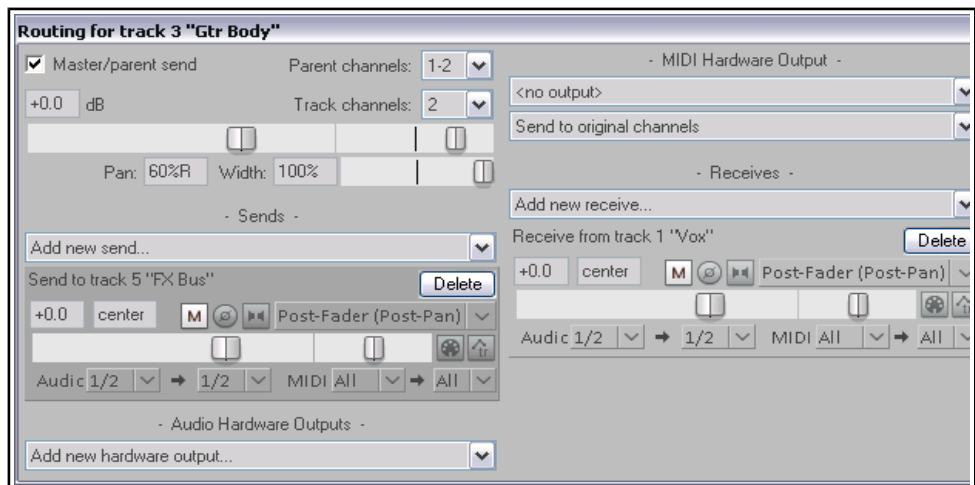 Routing for track 3 "Gtr Body"
Master/parent send Parent channels: 1-2
+0.0 dB Track channels: 2
Pan: 60%R Width: 100%
- Sends -
Add new send...
Send to track 5 "FX Bus" Delete
+0.0 center M Post-Fader (Post-Pan)
Audio 1/2 → 1/2 MIDI All → All
- Audio Hardware Outputs -
Add new hardware output...
- MIDI Hardware Output -
<no output>
Send to original channels
- Receives -
Add new receive...
Receive from track 1 "Vox" Delete
+0.0 center M Post-Fader (Post-Pan)
Audio 1/2 → 1/2 MIDI All → All